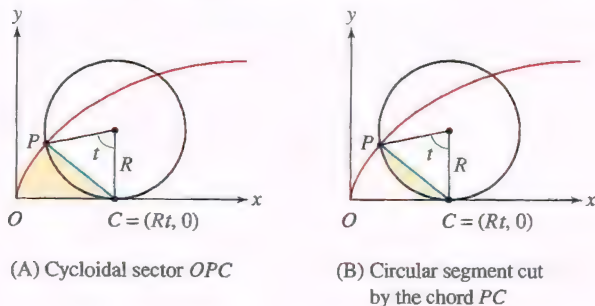 y
P
t
R
x
O
C = (Rt, 0)
(A) Cycloidal sector OPC
y
P
t
R
x
O
C = (Rt, 0)
(B) Circular segment cut
by the chord PC